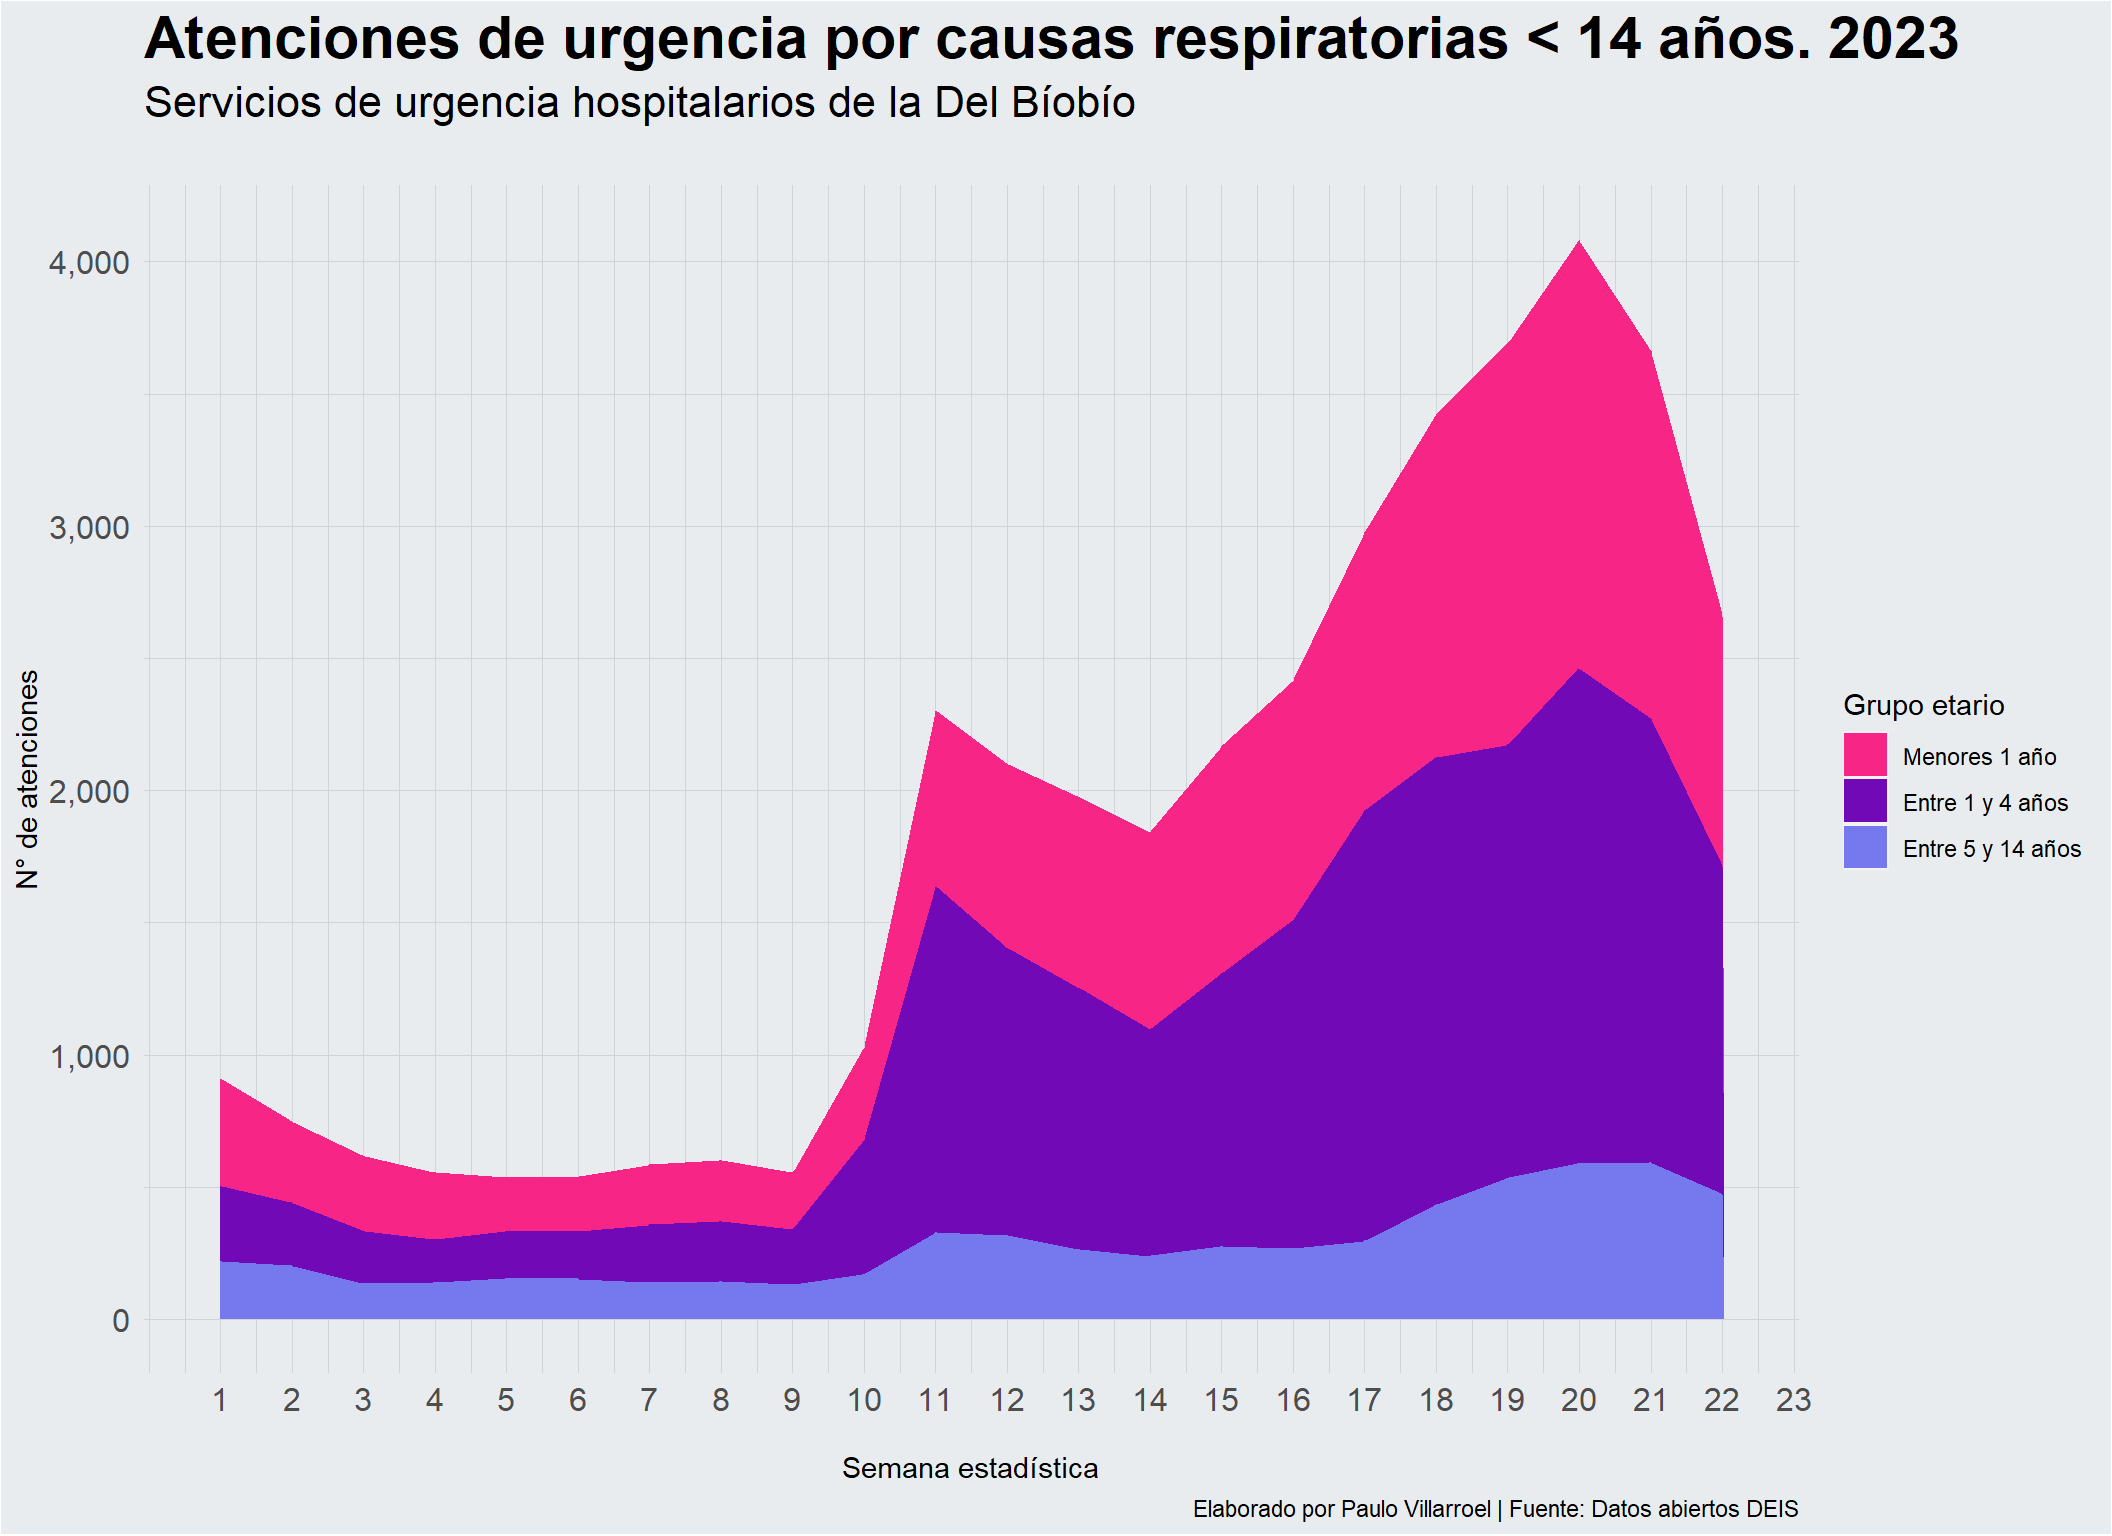 Atenciones de urgencia por causas respiratorias < 14 años. 2023
Servicios de urgencia hospitalarios de la Del Bíobío
4,000
3,000
2,000
1,000
0
N° de atenciones
1 2 3 4 5 6 7 8 9 10 11 12 13 14 15 16 17 18 19 20 21 22 23
Semana estadística
Grupo etario
Menores 1 año
Entre 1 y 4 años
Entre 5 y 14 años
Elaborado por Paulo Villarroel | Fuente: Datos abiertos DEIS